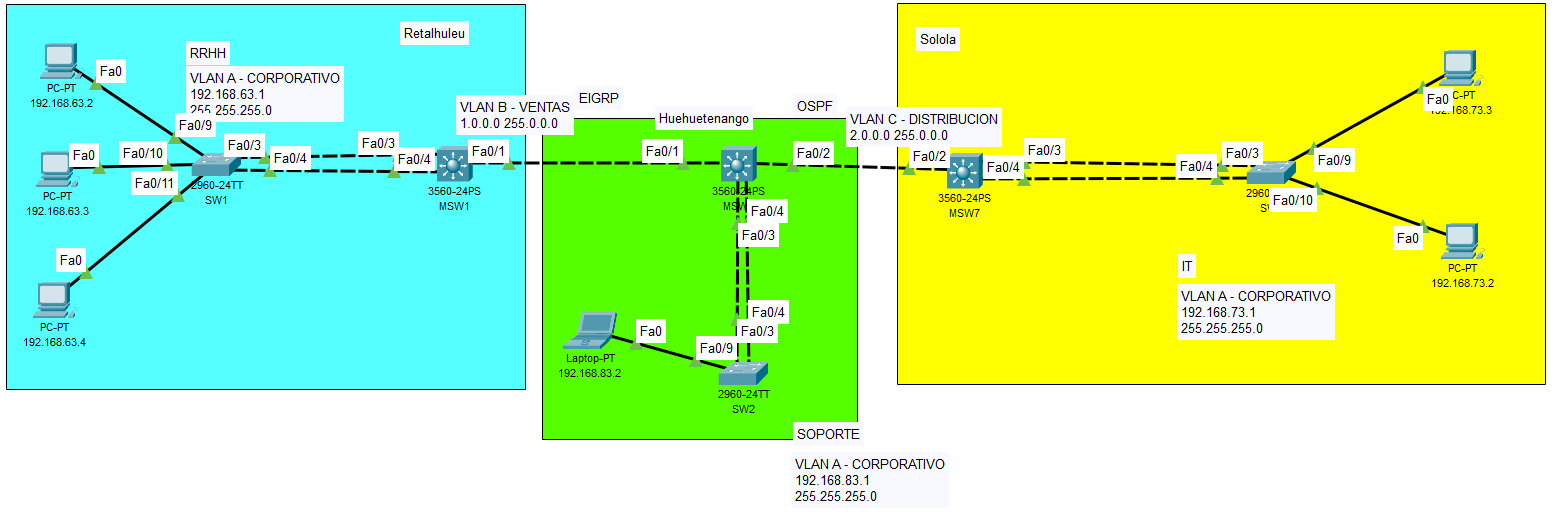 Retalhuleu
RRHH
VLAN A - CORPORATIVO
192.168.63.1
255.255.255.0
Fa0
PC-PT
192.168.63.2
Fa0/9
Fa0
Fa0/10
PC-PT
192.168.63.3
Fa0/11
Fa0
PC-PT
192.168.63.4
2960-24TT
SW1
Fa0/3
Fa0/4
Fa0/3
Fa0/4
3560-24PS
MSW1
Fa0/1
VLAN B - VENTAS
1.0.0.0 255.0.0.0
EIGRP
Huehuetenango
OSPF
Fa0/1
Fa0/2
3560-24PS
MSW
Fa0/4
Fa0/3
Fa0/4
Fa0/3
Fa0
Fa0/9
Laptop-PT
192.168.83.2
2960-24TT
SW2
SOPORTE
VLAN A - CORPORATIVO
192.168.83.1
255.255.255.0
VLAN C - DISTRIBUCION
2.0.0.0 255.0.0.0
Solola
Fa0/2
Fa0/3
Fa0/4
3560-24PS
MSW7
Fa0/3
Fa0/4
Fa0/9
Fa0/10
Fa0
PC-PT
Fa0
PC-PT
192.168.73.2
IT
VLAN A - CORPORATIVO
192.168.73.1
255.255.255.0